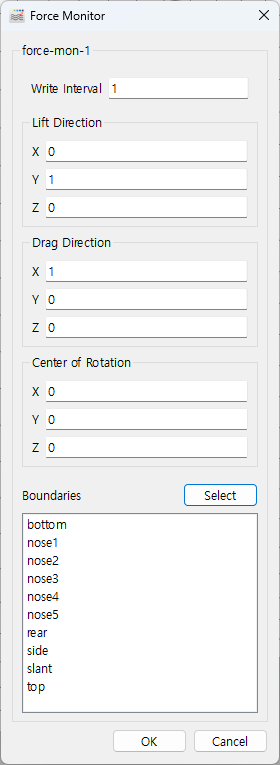 Force Monitor
force-mon-1
Write Interval 1
Lift Direction
X 0
Y 1
Z 0
Drag Direction
X 1
Y 0
Z 0
Center of Rotation
X 0
Y 0
Z 0
Boundaries Select
bottom
nose1
nose2
nose3
nose4
nose5
rear
side
slant
top
OK Cancel